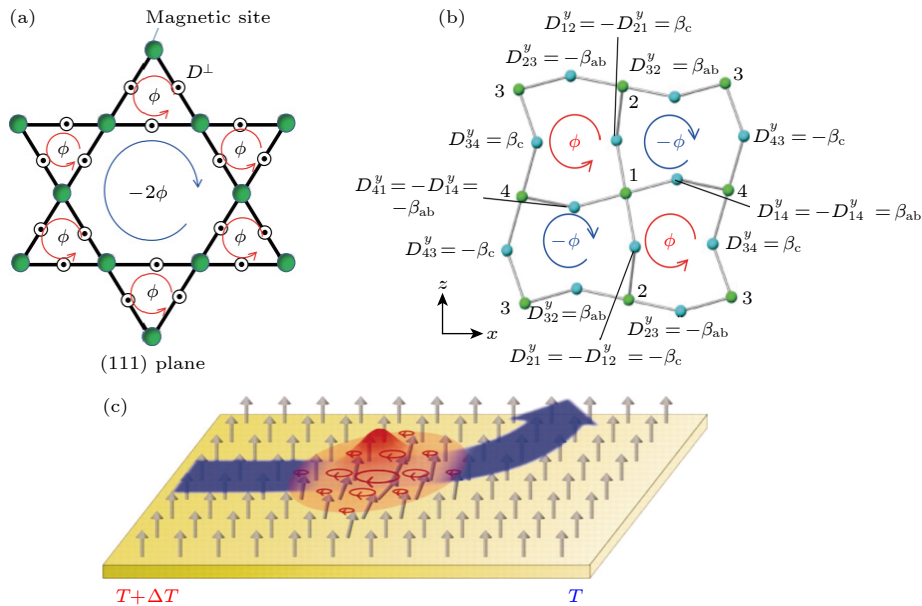 (a)
Magnetic site
D⊥
ϕ
ϕ
ϕ
−2ϕ
ϕ
ϕ
ϕ
(111) plane
(b)
D^y_12 = −D^y_21 = β_c
D^y_23 = −β_ab
D^y_32 = β_ab
3
2
3
D^y_34 = β_c
ϕ
−ϕ
D^y_43 = −β_c
1
D^y_41 = −D^y_14 =
−β_ab
4
4
D^y_14 = −D^y_14 = β_ab
D^y_43 = −β_c
−ϕ
ϕ
D^y_34 = β_c
3
2
3
D^y_32 = β_ab
D^y_23 = −β_ab
D^y_21 = −D^y_12 = −β_c
z
x
(c)
T+ΔT
T